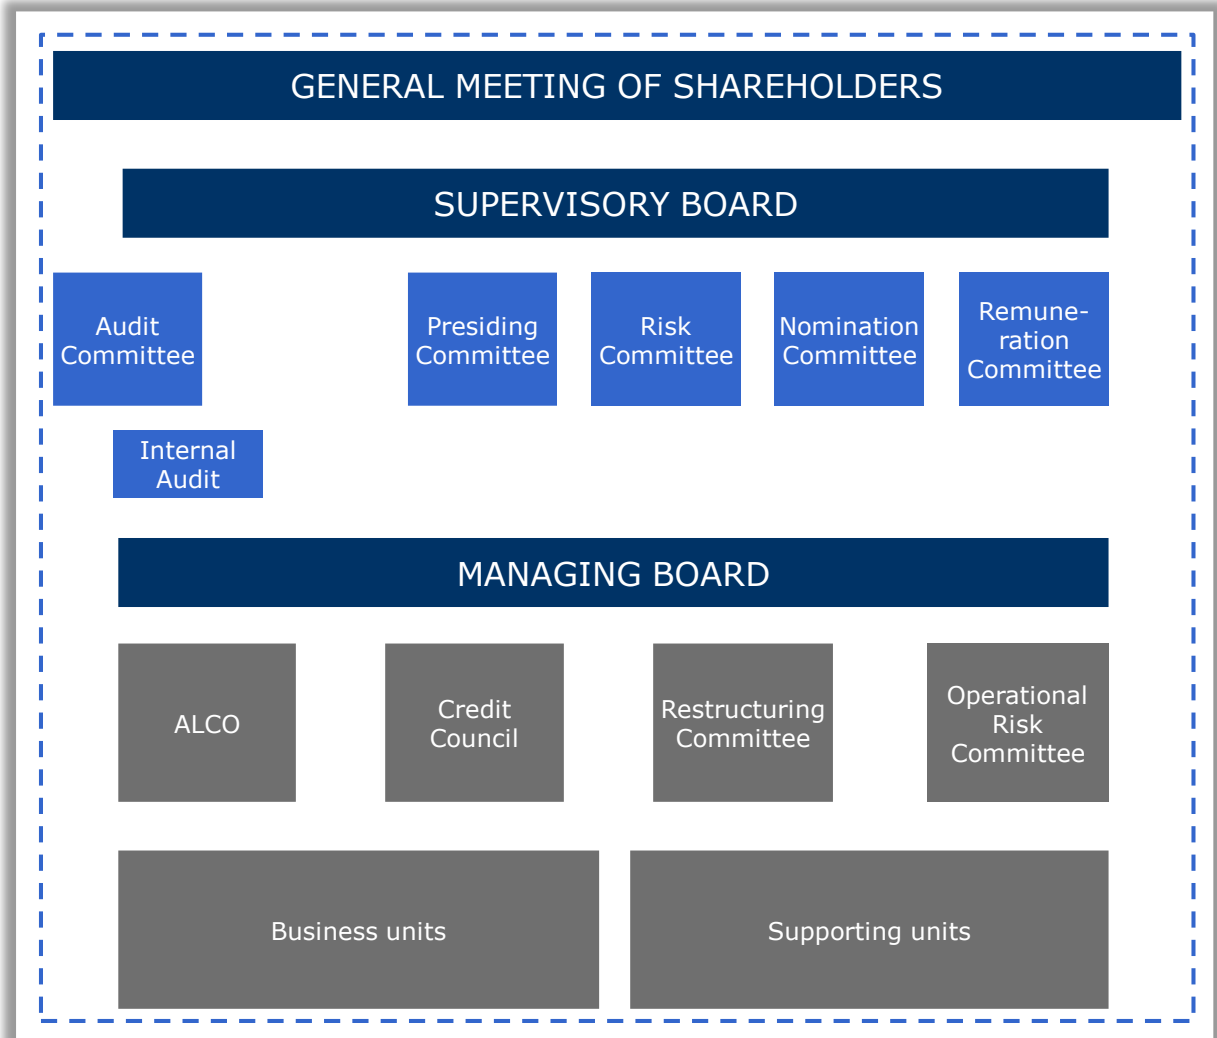 GENERAL MEETING OF SHAREHOLDERS
SUPERVISORY BOARD
Audit
Committee
Presiding
Committee
Risk
Committee
Nomination
Committee
Remune-
ration
Committee
Internal
Audit
MANAGING BOARD
ALCO
Credit
Council
Restructuring
Committee
Operational
Risk
Committee
Business units
Supporting units